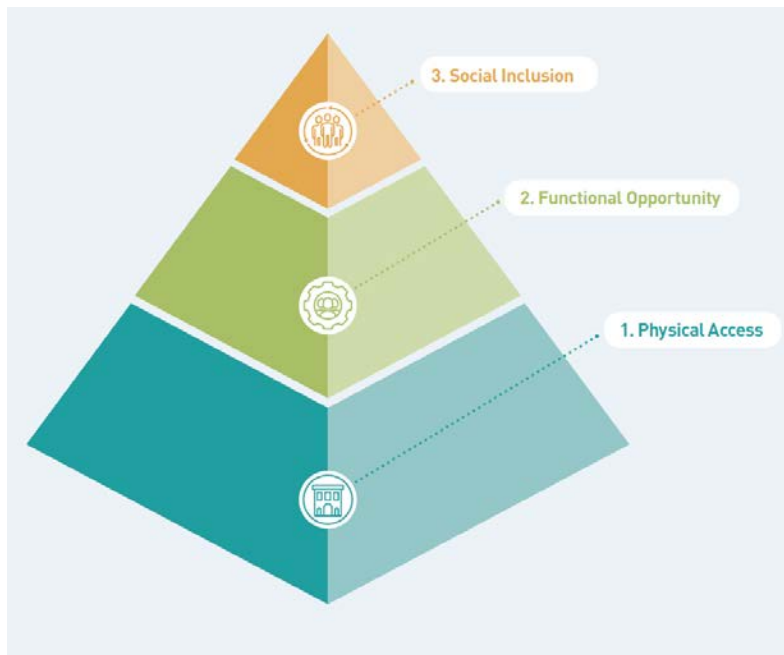 3. Social Inclusion
2. Functional Opportunity
1. Physical Access